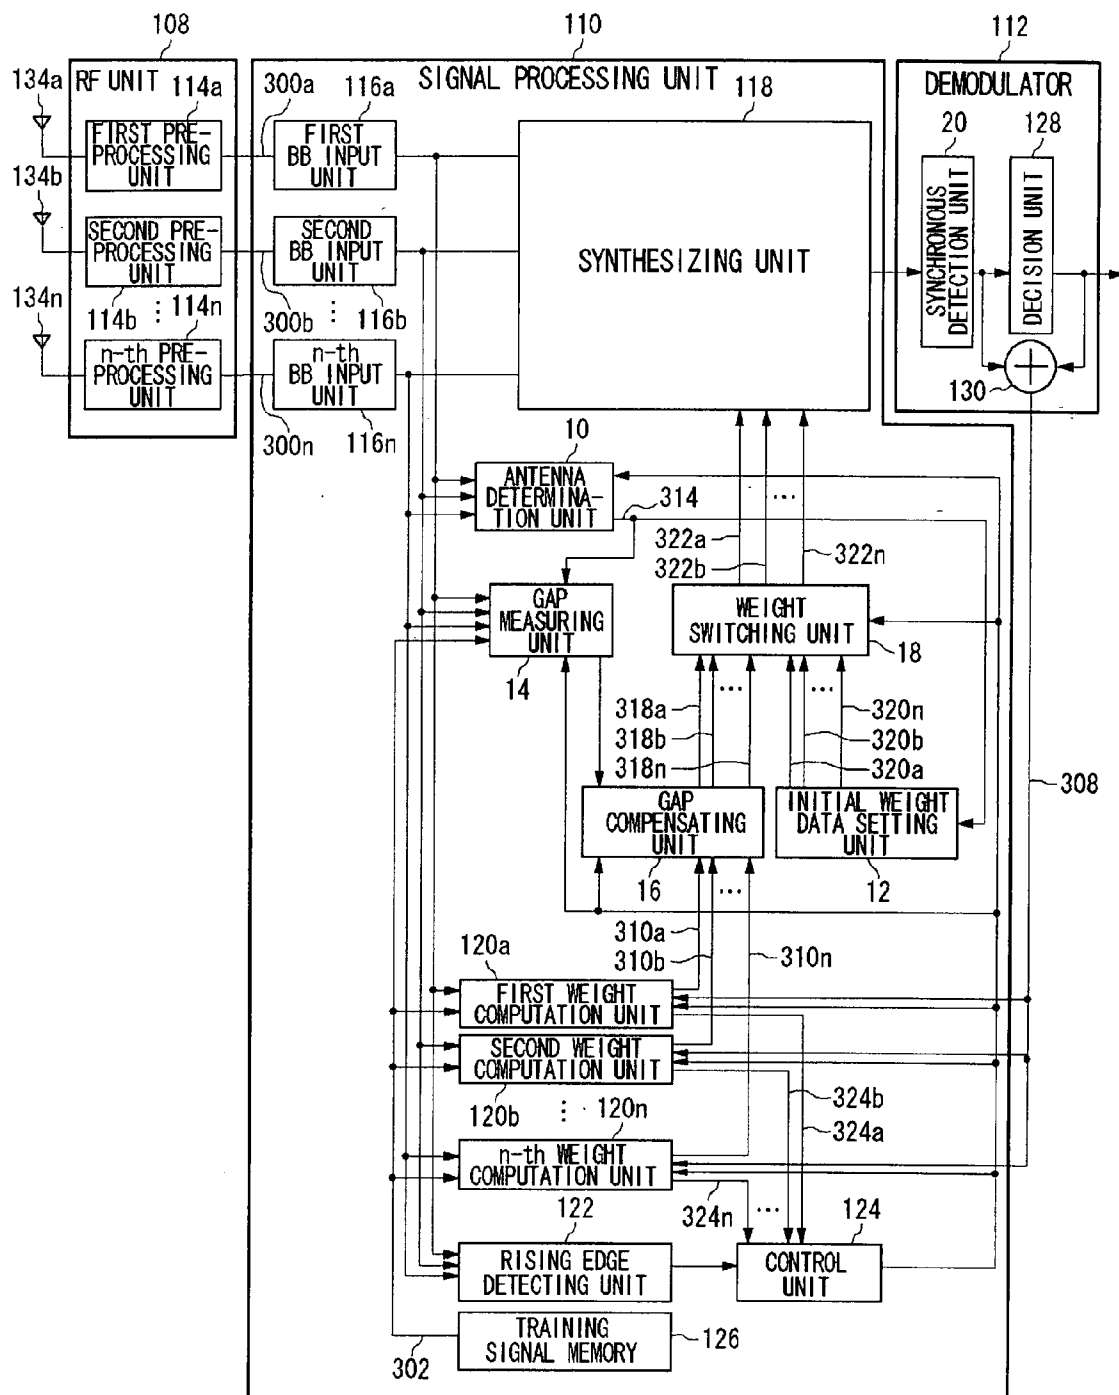 108
110
112
134a
RF UNIT
114a
300a
116a
SIGNAL PROCESSING UNIT
118
DEMODULATOR
20
128
FIRST PRE-
PROCESSING
UNIT
FIRST
BB INPUT
UNIT
134b
SECOND PRE-
PROCESSING
UNIT
SECOND
BB INPUT
UNIT
SYNTHESIZING UNIT
SYNCHRONOUS
DETECTION UNIT
DECISION UNIT
134n
114b
⋮
114n
300b
⋮
116b
n-th PRE-
PROCESSING
UNIT
n-th
BB INPUT
UNIT
130
300n
116n
10
ANTENNA
DETERMINA-
TION UNIT
314
...
322a
322b
322n
GAP
MEASURING
UNIT
WEIGHT
SWITCHING UNIT
14
18
...
...
318a
318b
318n
320n
320b
320a
308
GAP
COMPENSATING
UNIT
INITIAL WEIGHT
DATA SETTING
UNIT
16
12
...
310a
310b
310n
120a
FIRST WEIGHT
COMPUTATION UNIT
SECOND WEIGHT
COMPUTATION UNIT
120b
⋮
120n
324b
324a
n-th WEIGHT
COMPUTATION UNIT
324n
...
122
124
RISING EDGE
DETECTING UNIT
CONTROL
UNIT
TRAINING
SIGNAL MEMORY
126
302